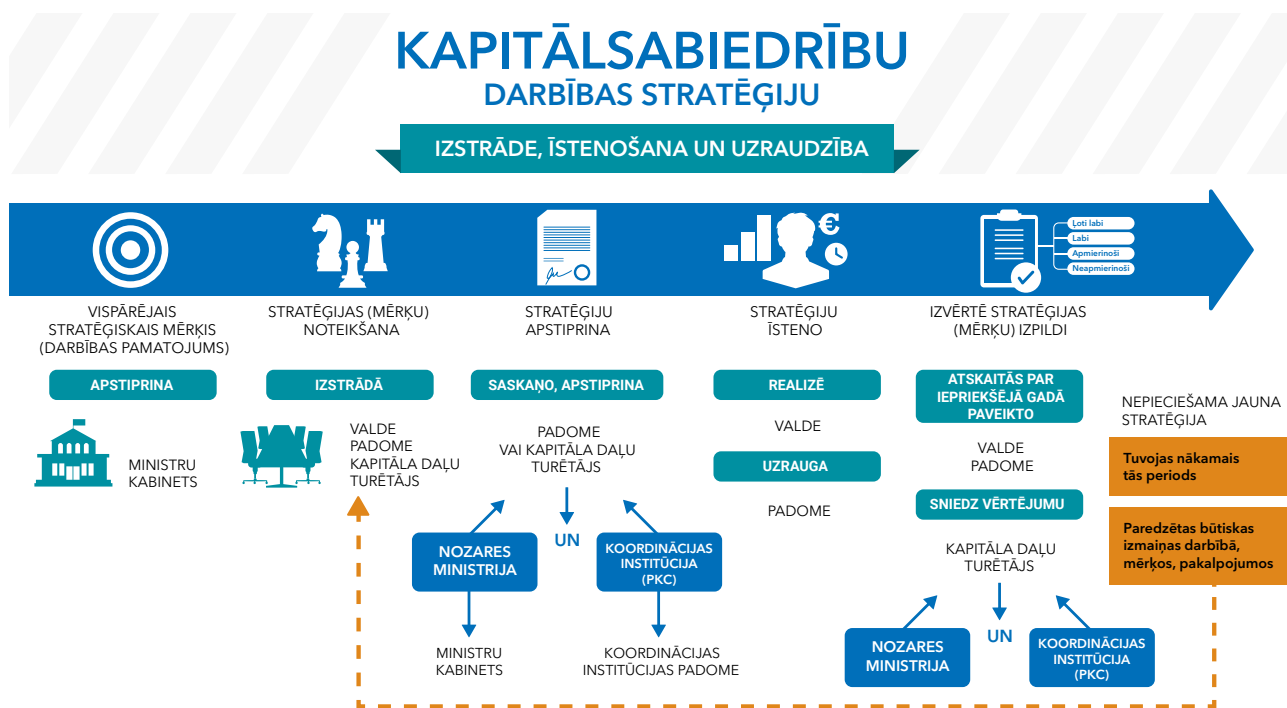 KAPITĀLSABIEDRĪBU
DARBĪBAS STRATĒĢIJU
IZSTRĀDE, ĪSTENOŠANA UN UZRAUDZĪBA
Ļoti labi
Labi
Apmierinoši
Neapmierinoši
VISPĀRĒJAIS
STRATĒĢISKAIS MĒRĶIS
(DARBĪBAS PAMATOJUMS)
APSTIPRINA
MINISTRU
KABINETS
STRATĒĢIJAS (MĒRĶU)
NOTEIKŠANA
IZSTRĀDĀ
VALDE
PADOME
KAPITĀLA DAĻU
TURĒTĀJS
STRATĒĢIJU
APSTIPRINA
SASKAŅO, APSTIPRINA
PADOME
VAI KAPITĀLA DAĻU
TURĒTĀJS
UN
NOZARES
MINISTRIJA
KOORDINĀCIJAS
INSTITŪCIJA
(PKC)
MINISTRU
KABINETS
KOORDINĀCIJAS
INSTITŪCIJAS PADOME
STRATĒĢIJU
ĪSTENO
REALIZĒ
VALDE
UZRAUGA
PADOME
IZVĒRTĒ STRATĒĢIJAS
(MĒRĶU) IZPILDI
ATSKAITĀS PAR
IEPRIEKŠĒJĀ GADĀ
PAVEIKTO
VALDE
PADOME
SNIEDZ VĒRTĒJUMU
KAPITĀLA DAĻU
TURĒTĀJS
UN
NOZARES
MINISTRIJA
KOORDINĀCIJAS
INSTITŪCIJA
(PKC)
NEPIECIEŠAMA JAUNA
STRATĒĢIJA
Tuvojas nākamais
tās periods
Paredzētas būtiskas
izmaiņas darbībā,
mērķos, pakalpojumos